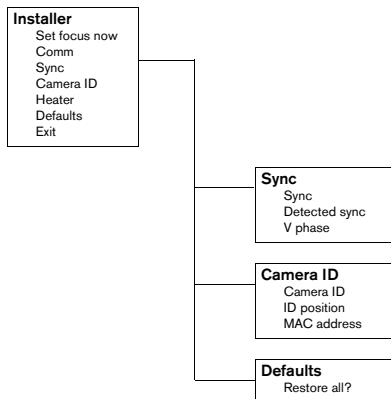 Installer
Set focus now
Comm
Sync
Camera ID
Heater
Defaults
Exit
Sync
Sync
Detected sync
V phase
Camera ID
Camera ID
ID position
MAC address
Defaults
Restore all?